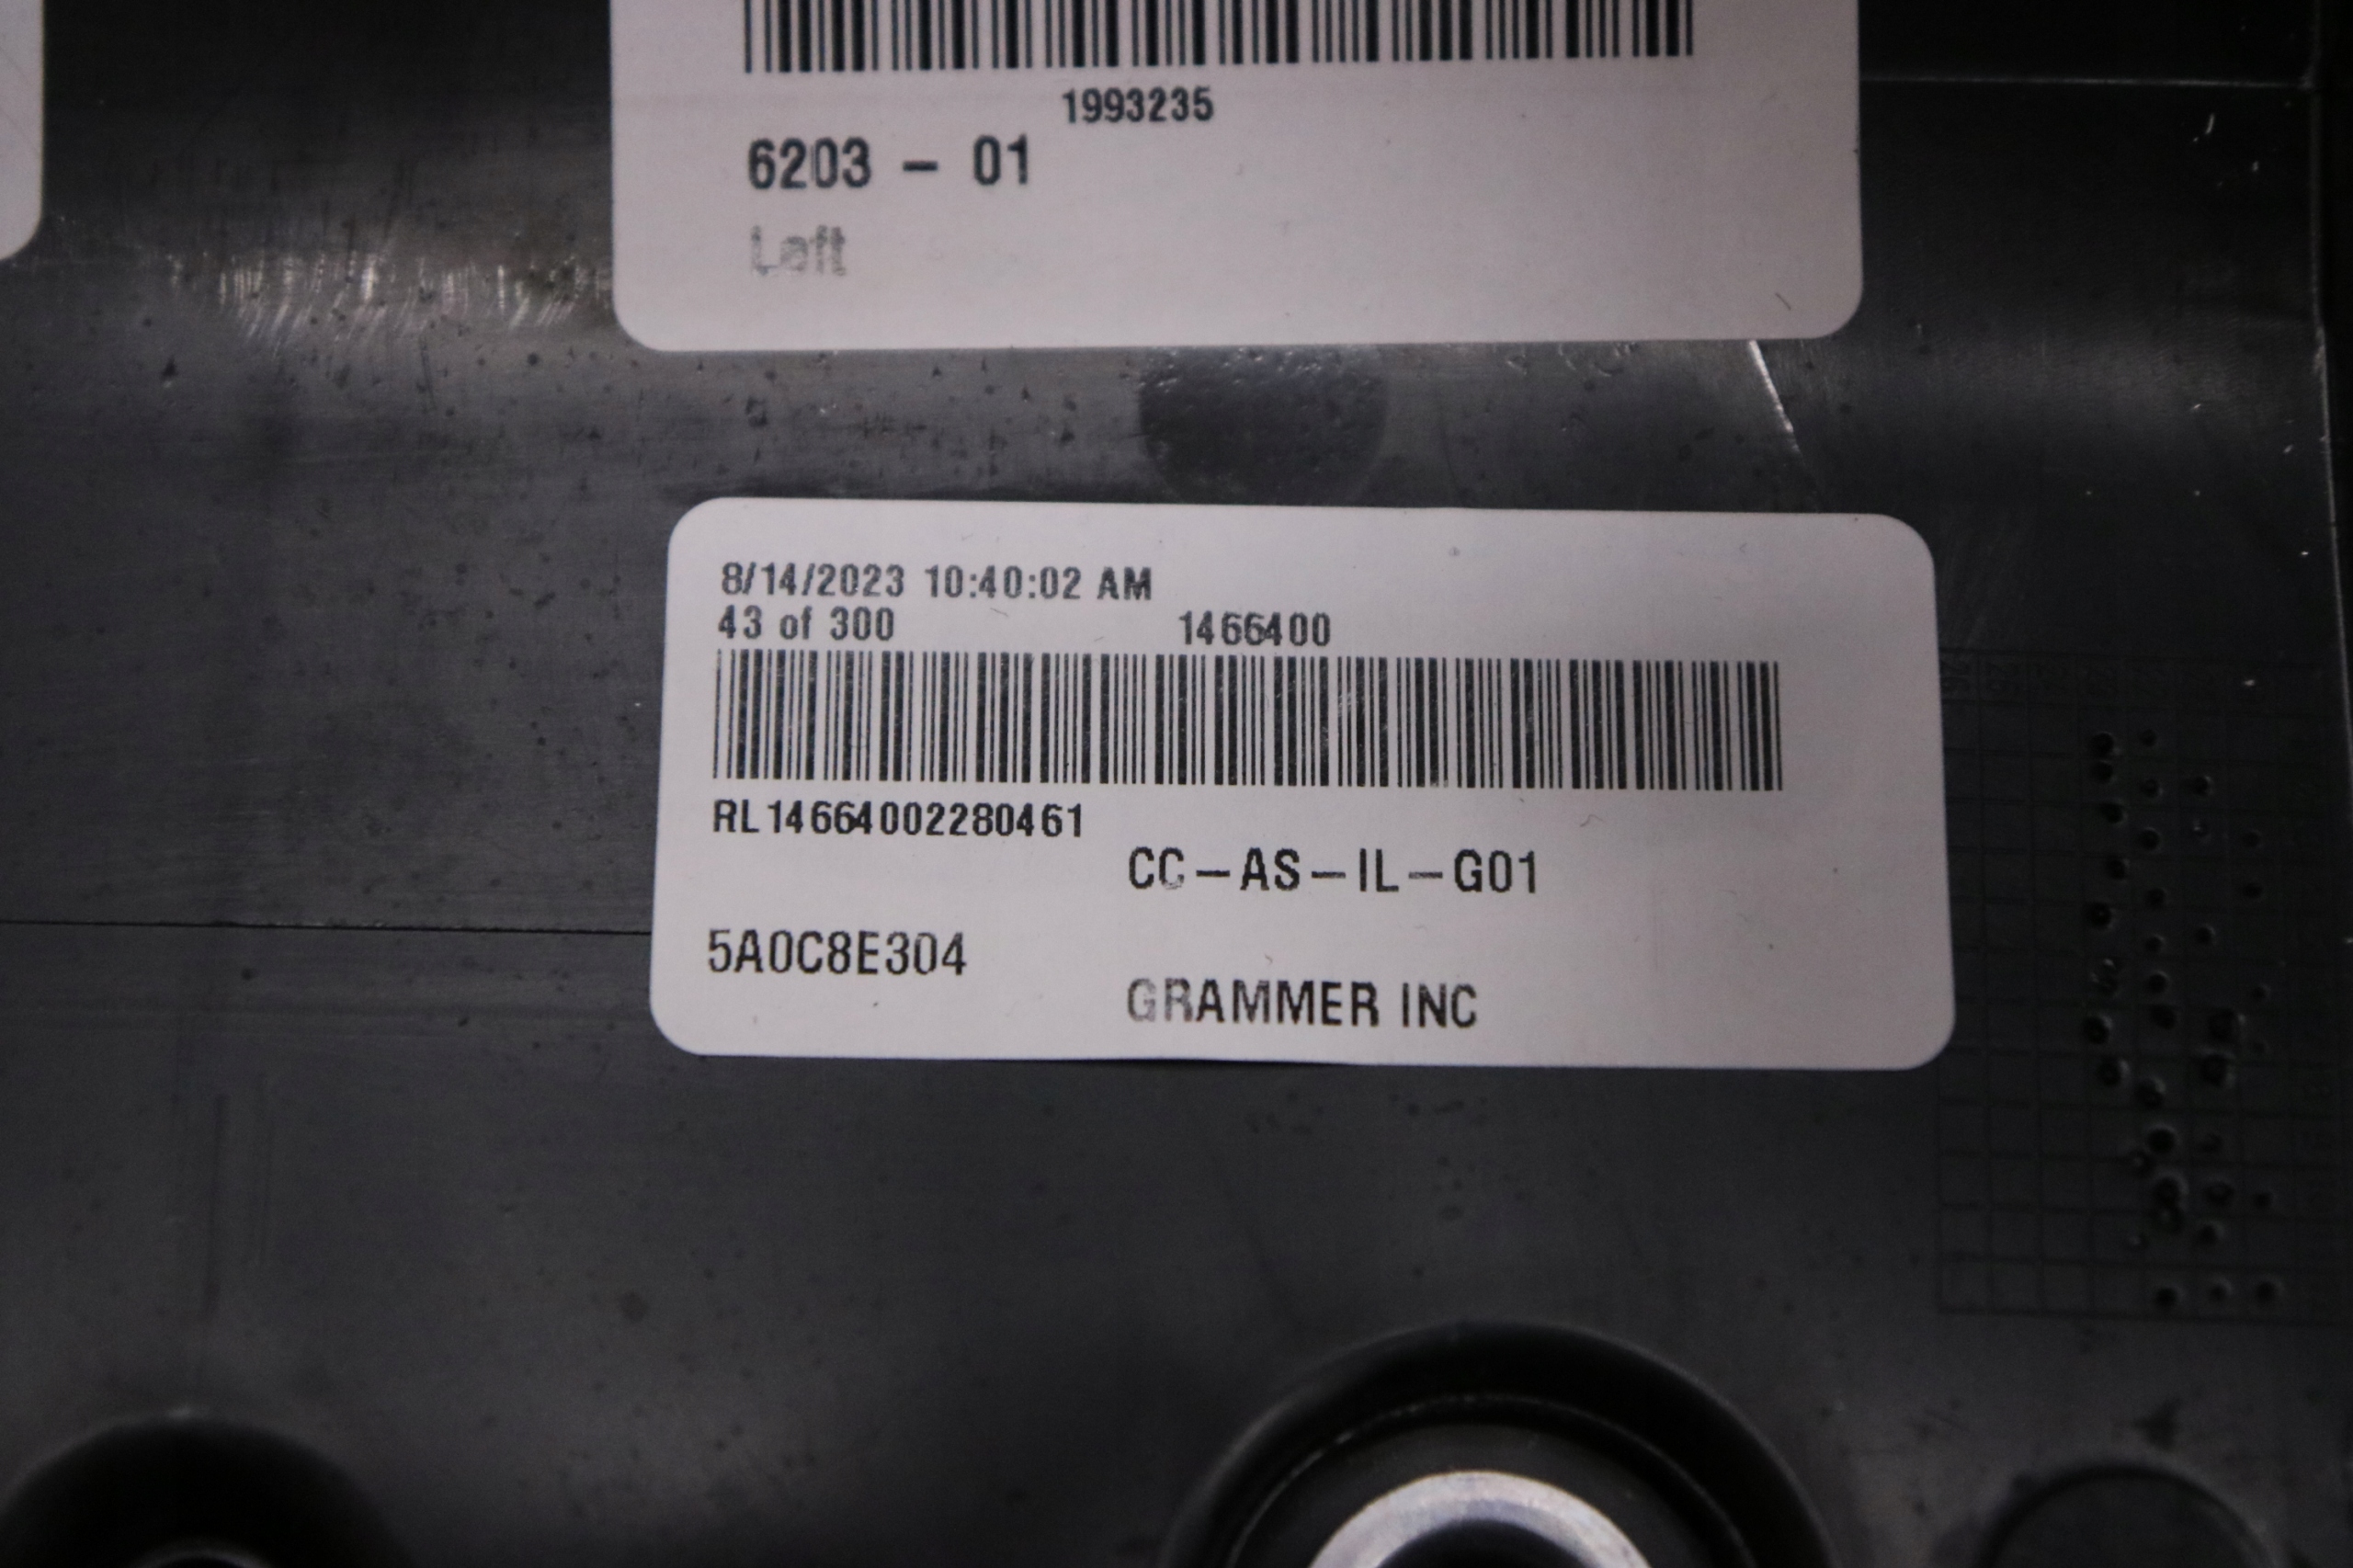 1993235
6203 - 01
Left
8/14/2023 10:40:02 AM
43 of 300 1466400
RL14664002280461
CC-AS-IL-G01
5A0C8E304
GRAMMER INC